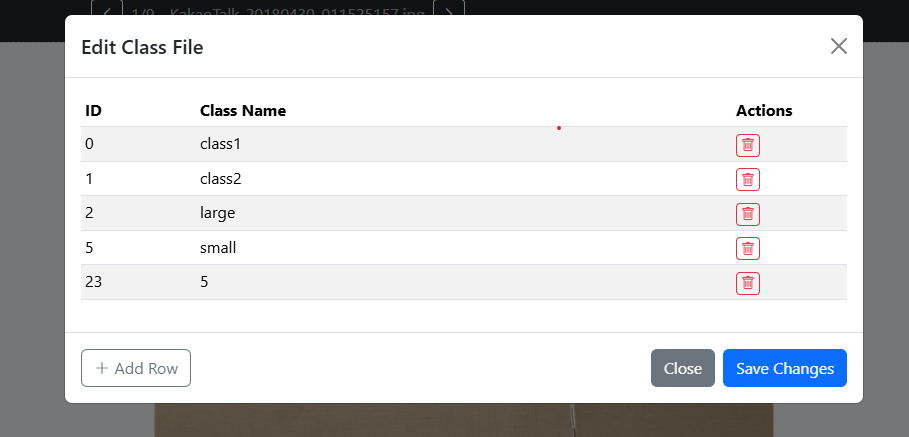 1/9 KakaoTalk_20180430_011525157.jpg
Edit Class File
ID Class Name Actions
0 class1
1 class2
2 large
5 small
23 5
+ Add Row Close Save Changes